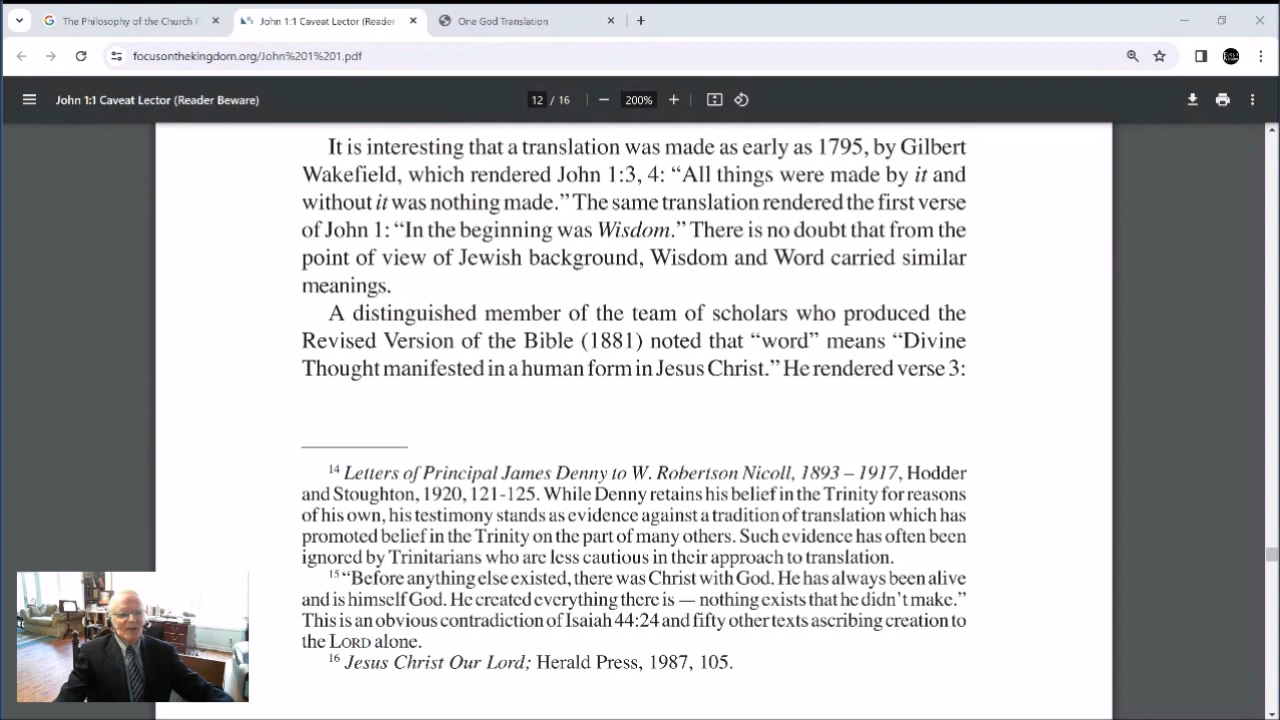 The Philosophy of the Church F
John 1:1 Caveat Lector (Reader
One God Translation
focusonthekingdom.org/John%201%201.pdf
John 1:1 Caveat Lector (Reader Beware)
12 / 16
200%
It is interesting that a translation was made as early as 1795, by Gilbert
Wakefield, which rendered John 1:3, 4: “All things were made by it and
without it was nothing made.” The same translation rendered the first verse
of John 1: “In the beginning was Wisdom.” There is no doubt that from the
point of view of Jewish background, Wisdom and Word carried similar
meanings.
A distinguished member of the team of scholars who produced the
Revised Version of the Bible (1881) noted that “word” means “Divine
Thought manifested in a human form in Jesus Christ.” He rendered verse 3:
14 Letters of Principal James Denny to W. Robertson Nicoll, 1893 – 1917, Hodder
and Stoughton, 1920, 121-125. While Denny retains his belief in the Trinity for reasons
of his own, his testimony stands as evidence against a tradition of translation which has
promoted belief in the Trinity on the part of many others. Such evidence has often been
ignored by Trinitarians who are less cautious in their approach to translation.
15 “Before anything else existed, there was Christ with God. He has always been alive
and is himself God. He created everything there is — nothing exists that he didn’t make.”
This is an obvious contradiction of Isaiah 44:24 and fifty other texts ascribing creation to
the LORD alone.
16 Jesus Christ Our Lord; Herald Press, 1987, 105.